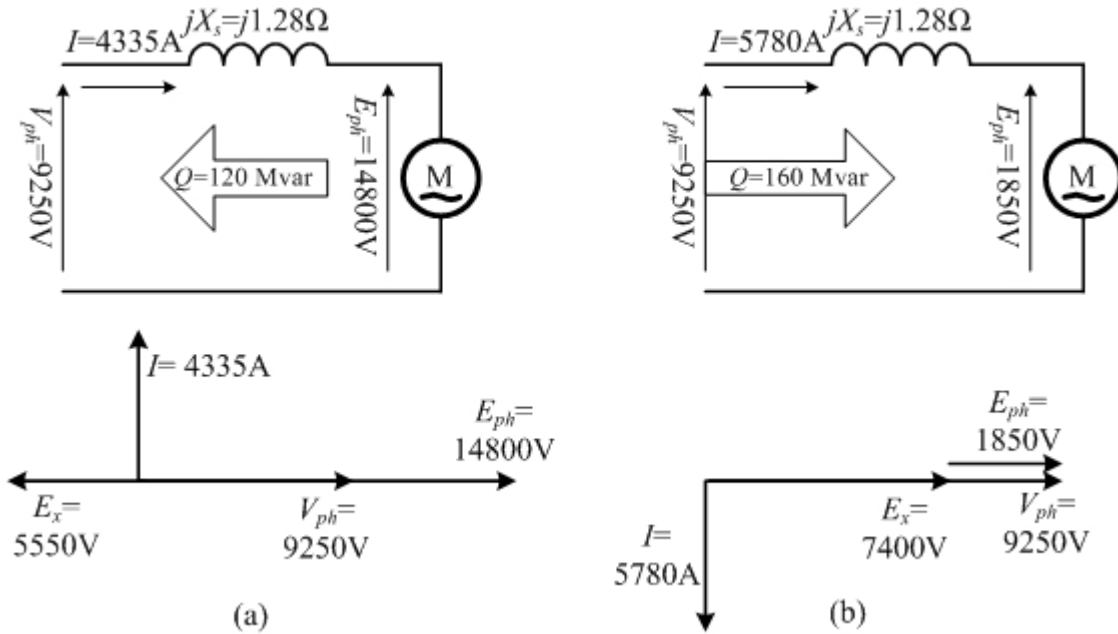 jXs=j1.28Ω
I=4335A
Vph=9250V
Q=120 Mvar
Eph=14800V
M
I= 4335A
Eph=
14800V
Ex=
5550V
Vph=
9250V
(a)
jXs=j1.28Ω
I=5780A
Vph=9250V
Q=160 Mvar
Eph=1850V
M
Eph=
1850V
I=
5780A
Ex=
7400V
Vph=
9250V
(b)